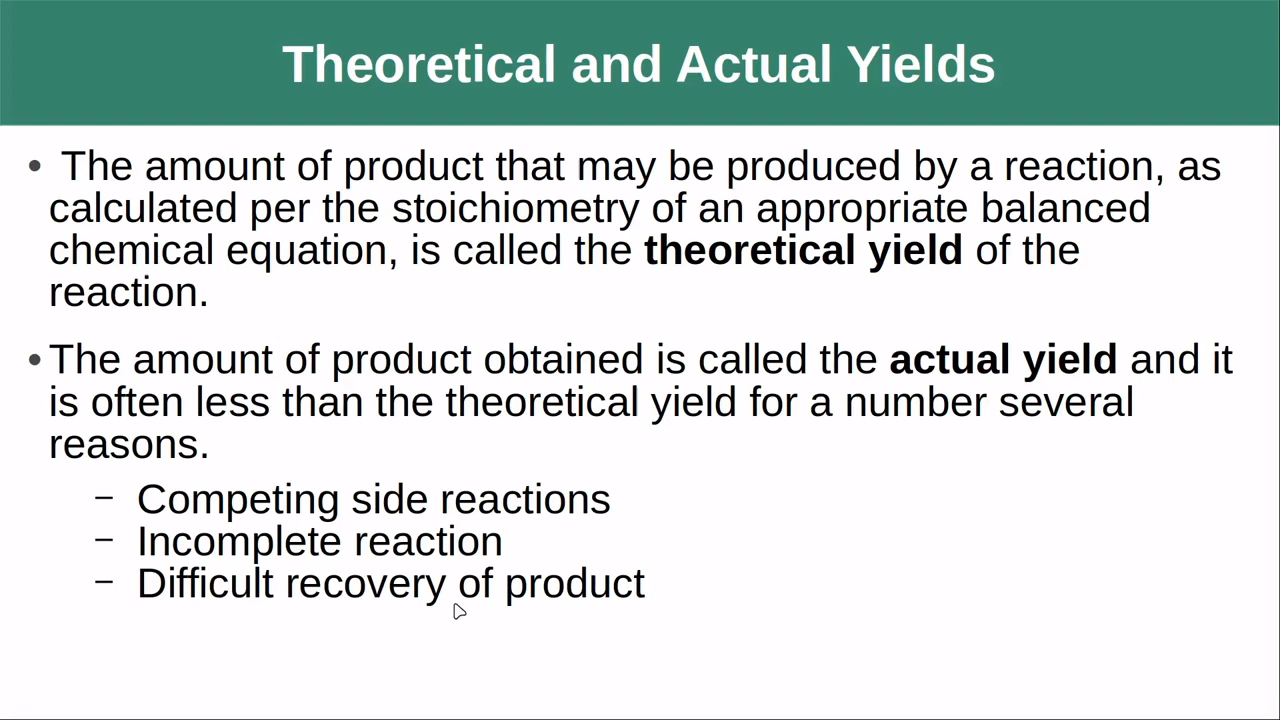 Theoretical and Actual Yields
• The amount of product that may be produced by a reaction, as
calculated per the stoichiometry of an appropriate balanced
chemical equation, is called the theoretical yield of the
reaction.
• The amount of product obtained is called the actual yield and it
is often less than the theoretical yield for a number several
reasons.
– Competing side reactions
– Incomplete reaction
– Difficult recovery of product